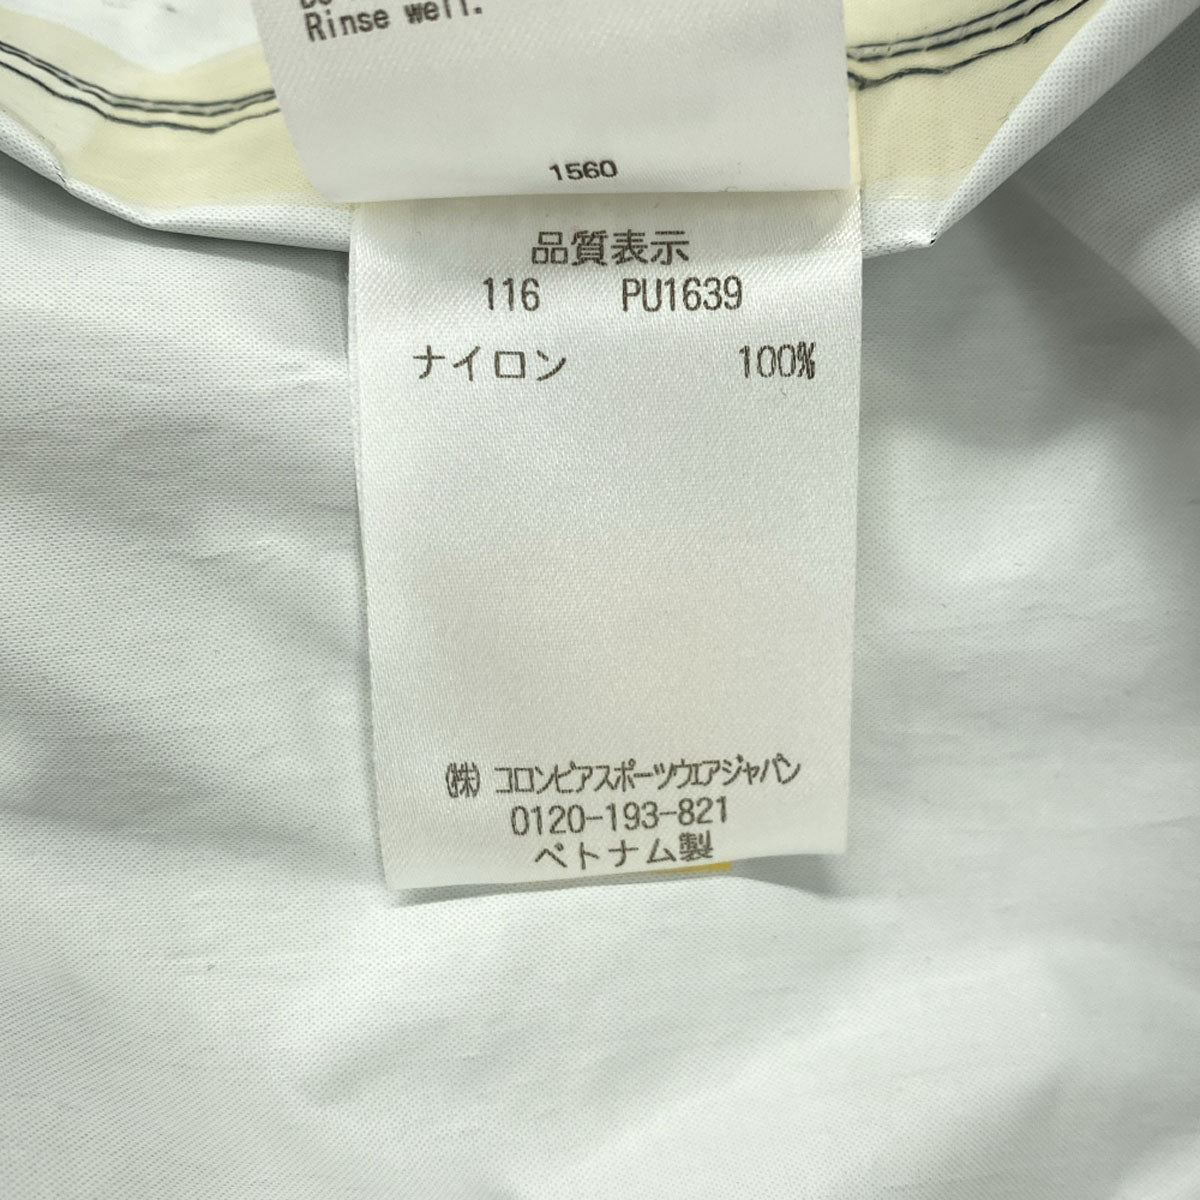 Rinse well.
1560
品質表示
116 PU1639
ナイロン 100%
(株) コロンビアスポーツウエアジャパン
0120-193-821
ベトナム製